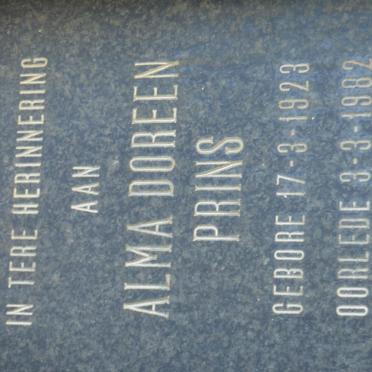 IN TERE HERINNERING
AAN
ALMA DOREEN
PRINS
GEBORE 17-3-1923
OORLEDE 3-3-1982